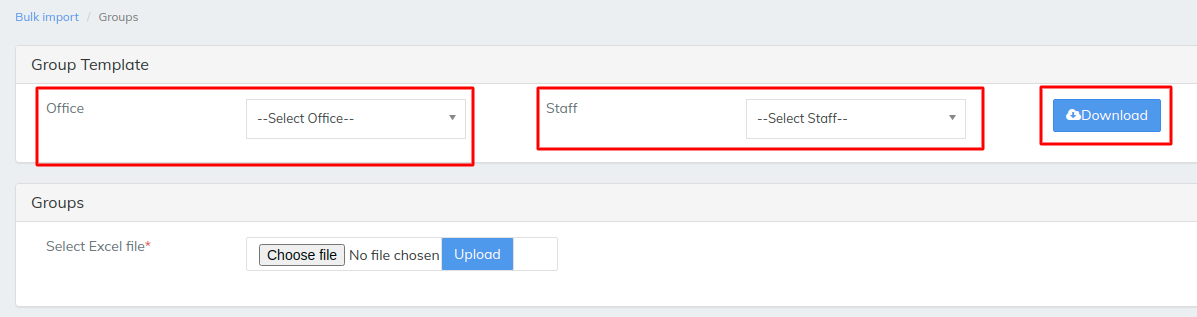 Bulk import / Groups
Group Template
Office --Select Office-- Staff --Select Staff-- Download
Groups
Select Excel file* Choose file No file chosen Upload